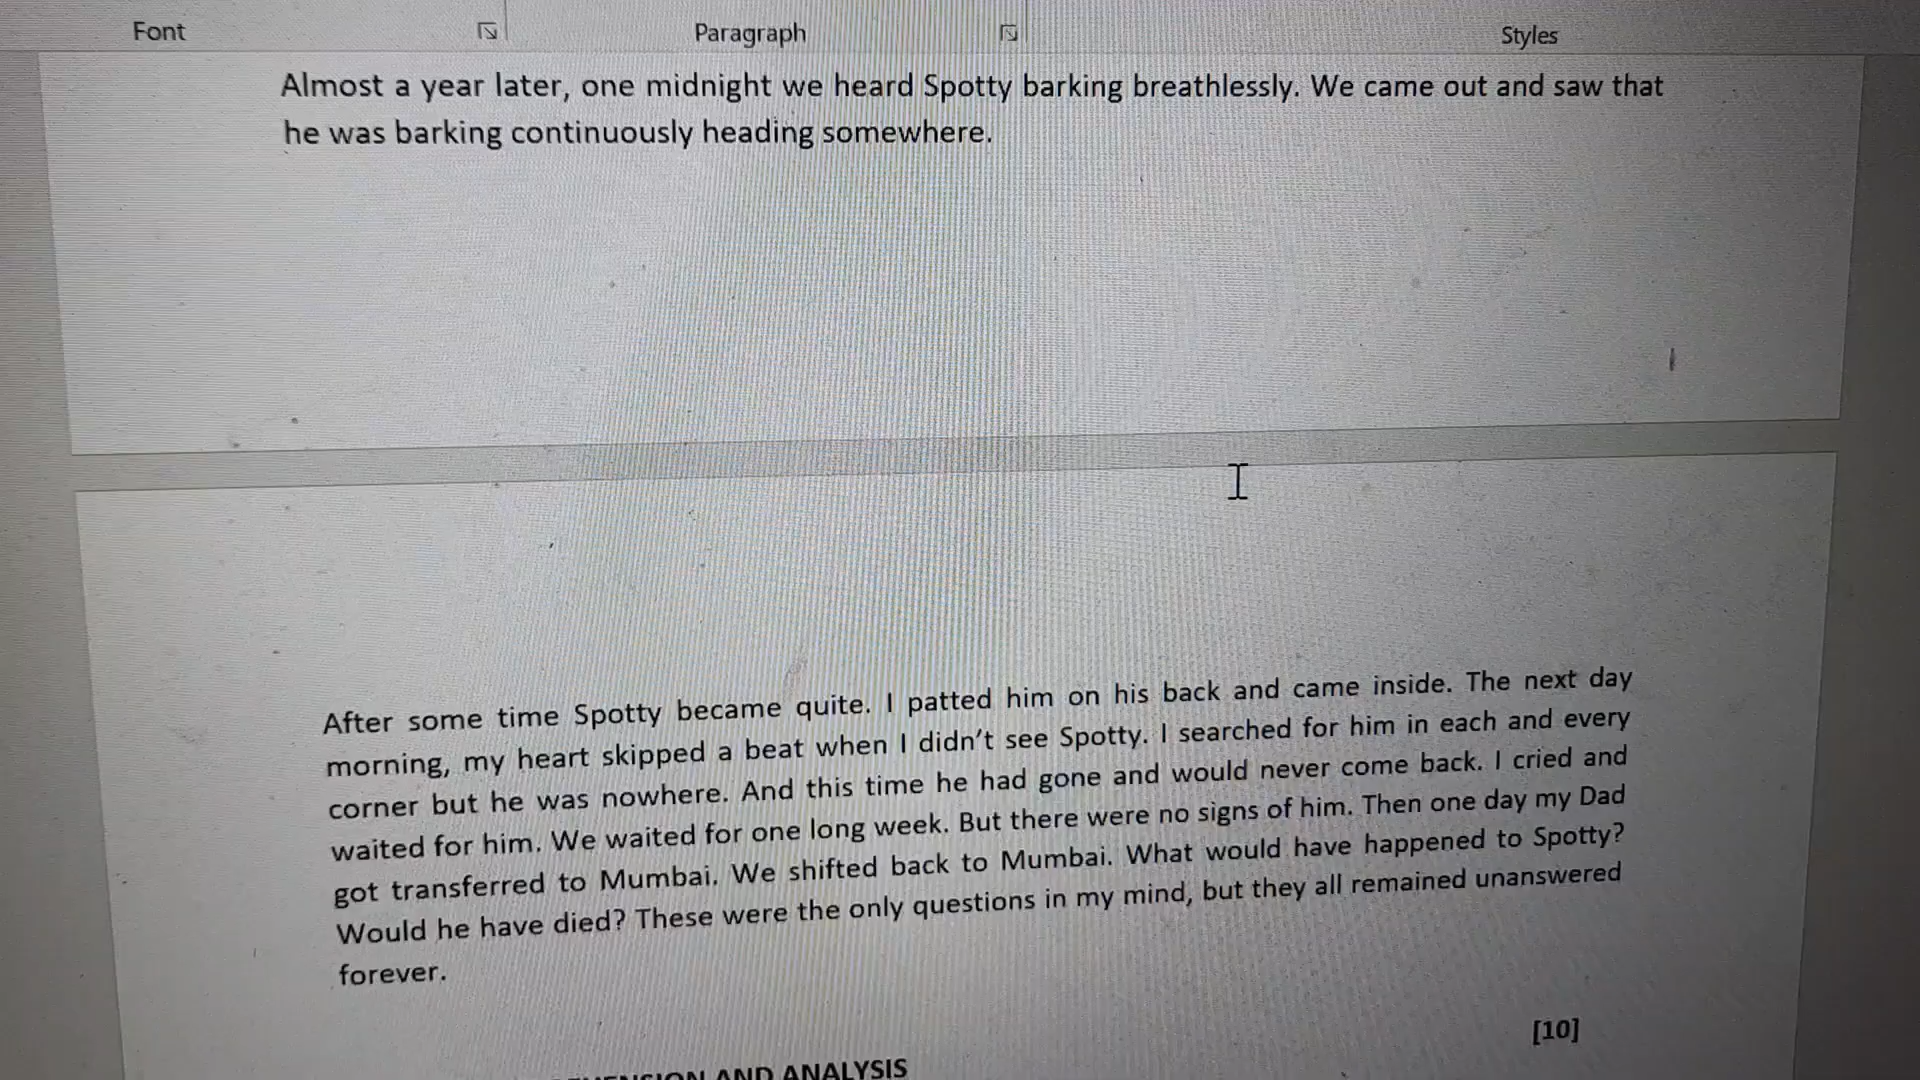 Font
Paragraph
Styles
Almost a year later, one midnight we heard Spotty barking breathlessly. We came out and saw that
he was barking continuously heading somewhere.
After some time Spotty became quite. I patted him on his back and came inside. The next day
morning, my heart skipped a beat when I didn't see Spotty. I searched for him in each and every
corner but he was nowhere. And this time he had gone and would never come back. I cried and
waited for him. We waited for one long week. But there were no signs of him. Then one day my Dad
got transferred to Mumbai. We shifted back to Mumbai. What would have happened to Spotty?
Would he have died? These were the only questions in my mind, but they all remained unanswered
forever.
[10]
AND ANALYSIS